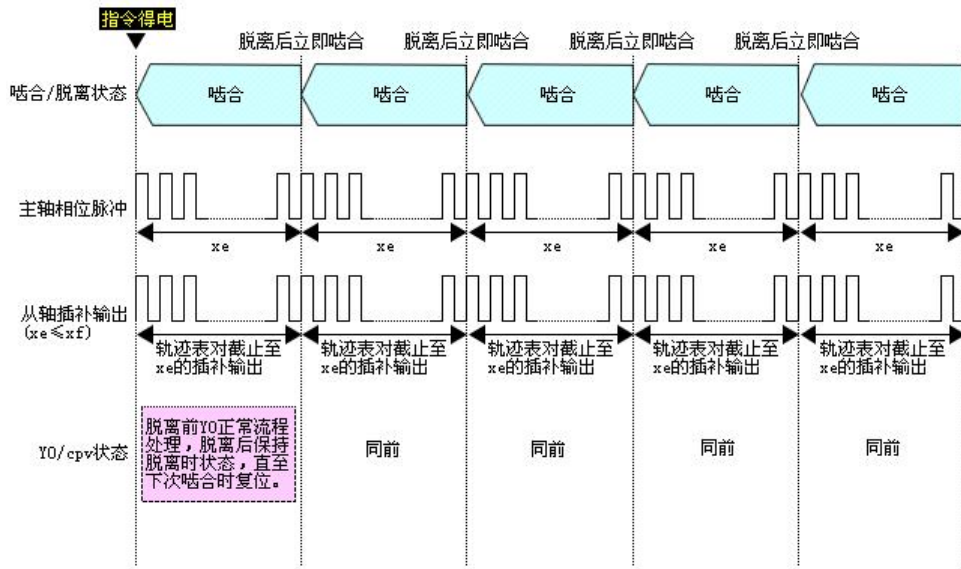 指令得电
脱离后立即啮合 脱离后立即啮合 脱离后立即啮合 脱离后立即啮合
啮合/脱离状态 啮合 啮合 啮合 啮合 啮合
主轴相位脉冲
xe xe xe xe xe
从轴插补输出
(xe≤xf)
轨迹表对截止至 轨迹表对截止至 轨迹表对截止至 轨迹表对截止至 轨迹表对截止至
xe的插补输出 xe的插补输出 xe的插补输出 xe的插补输出 xe的插补输出
Y0/cpv状态
脱离前Y0正常流程
处理，脱离后保持
脱离时状态，直至
下次啮合时复位。
同前 同前 同前 同前